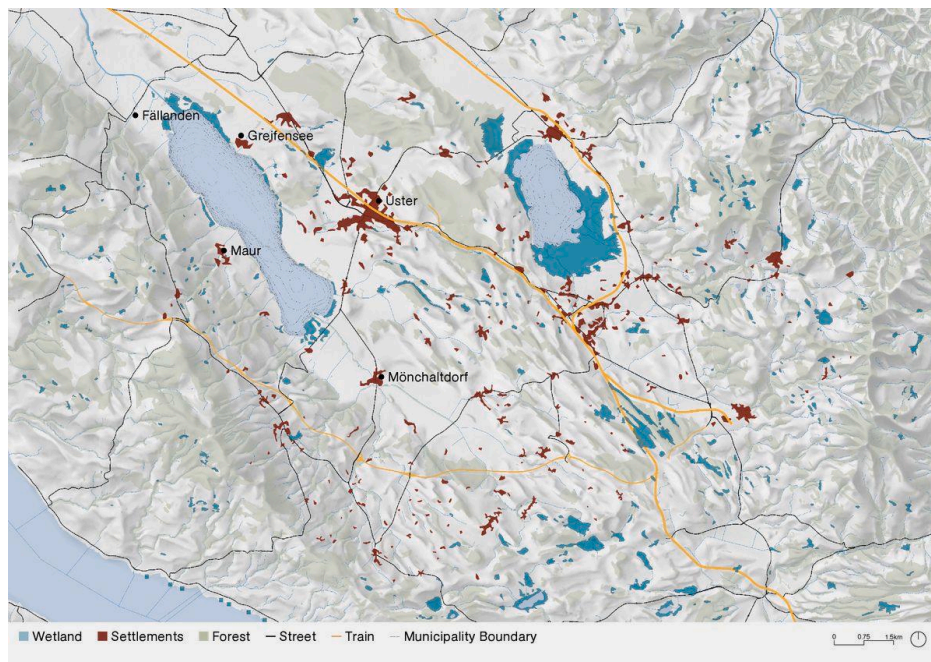 Fällanden
Greifensee
Uster
Maur
Mönchaltdorf
Wetland Settlements Forest Street Train Municipality Boundary
0 0.75 1.5km